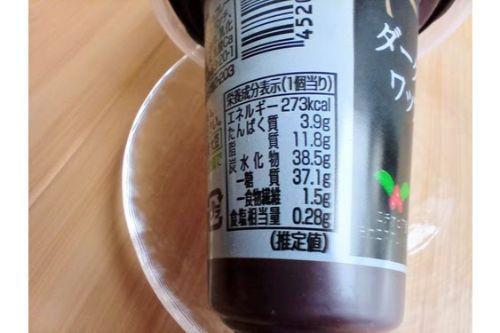 栄養成分表示(1個当り)
エネルギー 273kcal
たんぱく質 3.9g
脂質 11.8g
炭水化物 38.5g
―糖質 37.1g
―食物繊維 1.5g
食塩相当量 0.28g
(推定値)
4520
ダーク
ワッ